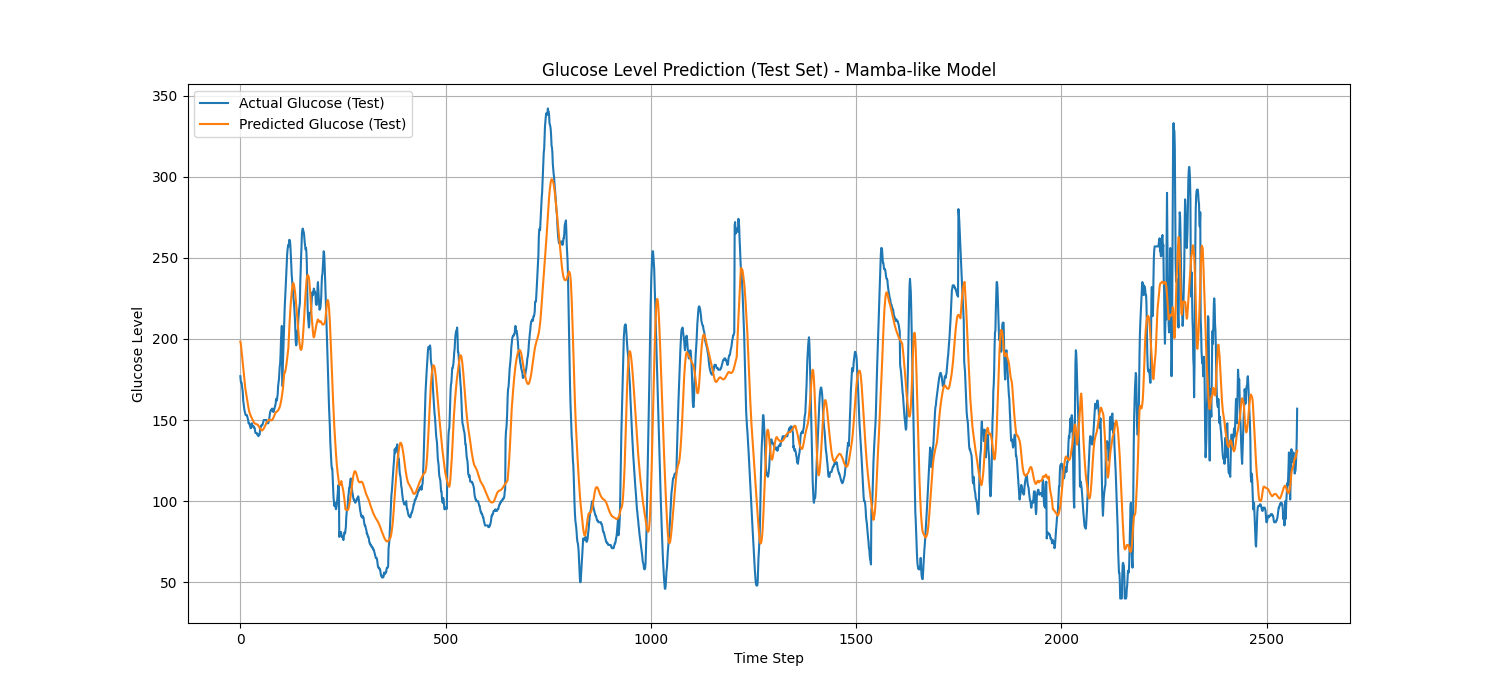 Glucose Level Prediction (Test Set) - Mamba-like Model
Actual Glucose (Test)
Predicted Glucose (Test)
Glucose Level
350
300
250
200
150
100
50
0
500
1000
1500
2000
2500
Time Step